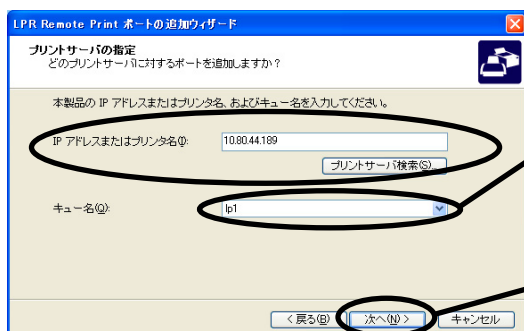 LPR Remote Print ポートの追加ウィザード
プリントサーバの指定
どのプリントサーバに対するポートを追加しますか？
本製品の IP アドレスまたはプリンタ名、およびキュー名を入力してください。
IP アドレスまたはプリンタ名(I):
10.80.44.189
プリントサーバ検索(S)...
キュー名(Q):
lp1
< 戻る(B)
次へ(N) >
キャンセル